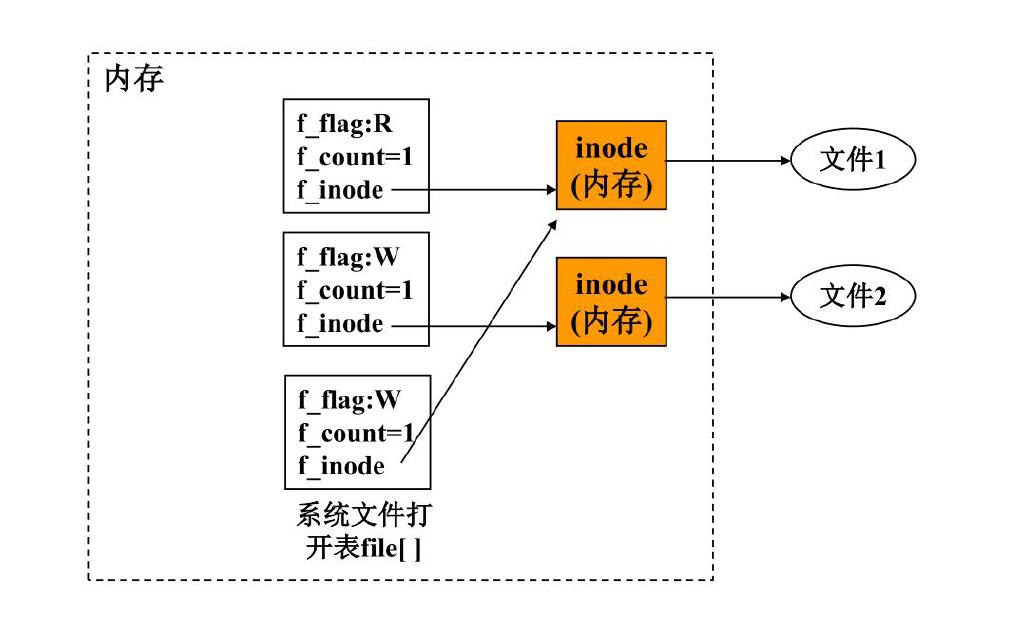 内存
f_flag:R
f_count=1
f_inode
inode
(内存)
文件1
f_flag:W
f_count=1
f_inode
inode
(内存)
文件2
f_flag:W
f_count=1
f_inode
系统文件打
开表file[ ]